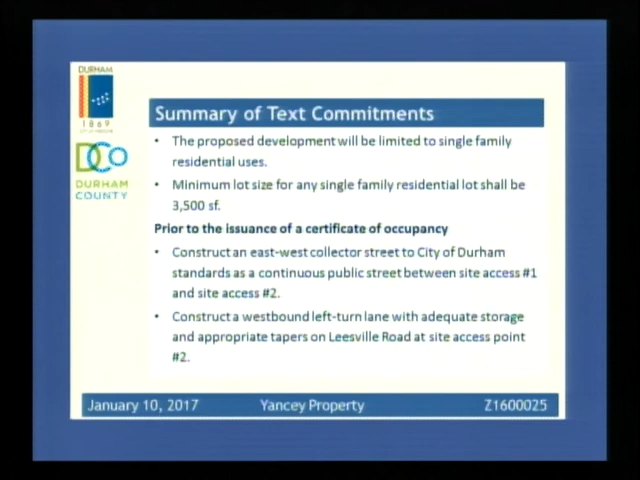 DURHAM
1869
CITY OF MEDICINE
DCo
DURHAM
COUNTY
Summary of Text Commitments
• The proposed development will be limited to single family
residential uses.
• Minimum lot size for any single family residential lot shall be
3,500 sf.
Prior to the issuance of a certificate of occupancy
• Construct an east-west collector street to City of Durham
standards as a continuous public street between site access #1
and site access #2.
• Construct a westbound left-turn lane with adequate storage
and appropriate tapers on Leesville Road at site access point
#2.
January 10, 2017 Yancey Property Z1600025